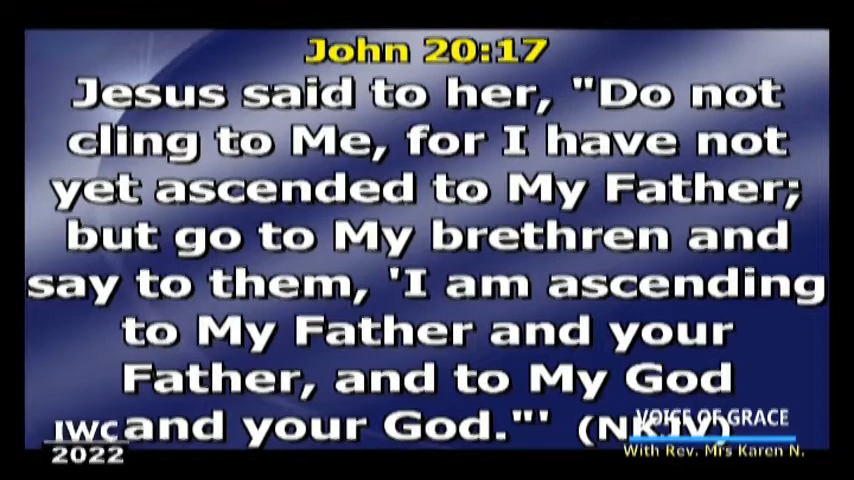 John 20:17
Jesus said to her, "Do not
cling to Me, for I have not
yet ascended to My Father;
but go to My brethren and
say to them, 'I am ascending
to My Father and your
Father, and to My God
and your God."' (NKJV)
IWC
2022
VOICE OF GRACE
With Rev. Mrs Karen N.